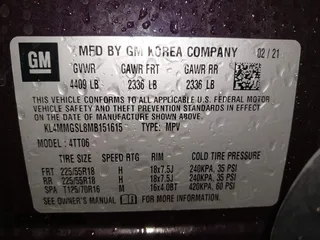 GM
MFD BY GM KOREA COMPANY 02/21
GVWR GAWR FRT GAWR RR
4409 LB 2336 LB 2336 LB
THIS VEHICLE CONFORMS TO ALL APPLICABLE U.S. FEDERAL MOTOR
VEHICLE SAFETY, BUMPER, AND THEFT PREVENTION STANDARDS IN
EFFECT ON THE DATE OF MANUFACTURE SHOWN ABOVE.
KL4MMGSL8MB151615 TYPE: MPV
MODEL: 4TT06
TIRE SIZE SPEED RTG RIM COLD TIRE PRESSURE
FRT 225/55R18 H 18x7.5J 240KPA, 35 PSI
RR 225/55R18 H 18x7.5J 240KPA, 35 PSI
SPA T125/70R16 M 16x4.0BT 420KPA, 60 PSI
SEE OWNER'S MANUAL FOR ADDITIONAL INFORMATION